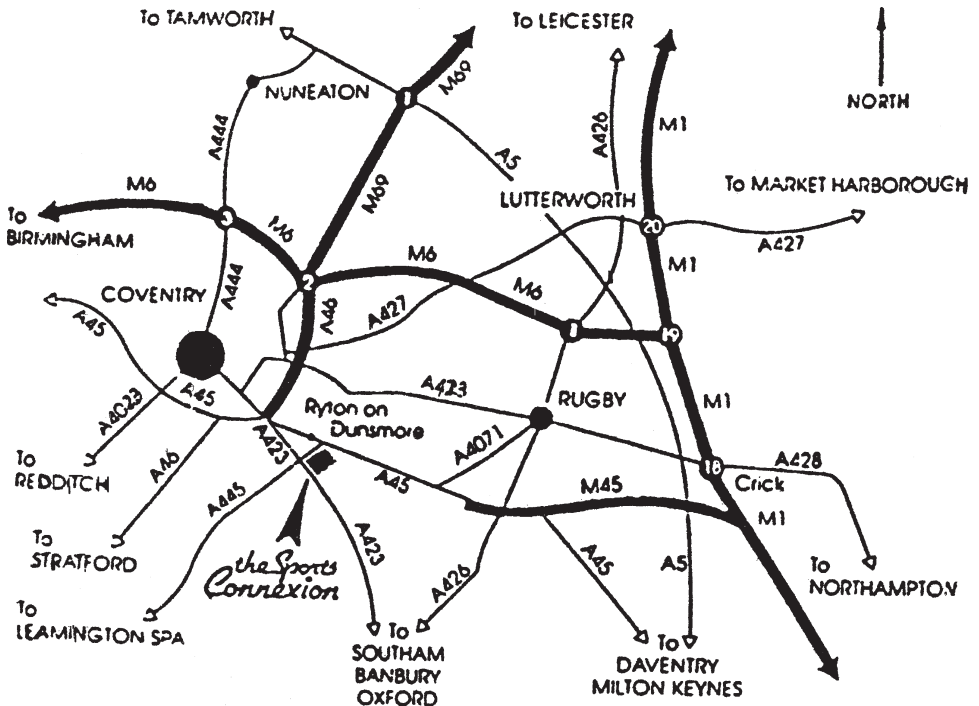 To TAMWORTH
To LEICESTER
NORTH
M69
NUNEATON
1
A444
A5
A426
M1
LUTTERWORTH
To MARKET HARBOROUGH
M6
To
BIRMINGHAM
3
M6
M69
2
M6
20
A427
M1
COVENTRY
A444
A46
A427
M6
1
19
A45
A423
RUGBY
M1
A4023
A45
Ryton on
Dunsmore
A4071
To
REDDITCH
A46
A423
A45
M45
18
Crick
A428
M1
A445
To
STRATFORD
the Sports
Connexion
A423
A426
A45
A5
To
NORTHAMPTON
To
LEAMINGTON SPA
To
SOUTHAM
BANBURY
OXFORD
To
DAVENTRY
MILTON KEYNES